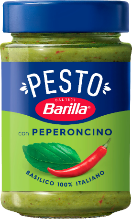 PESTO
Barilla
con PEPERONCINO
BASILICO 100% ITALIANO